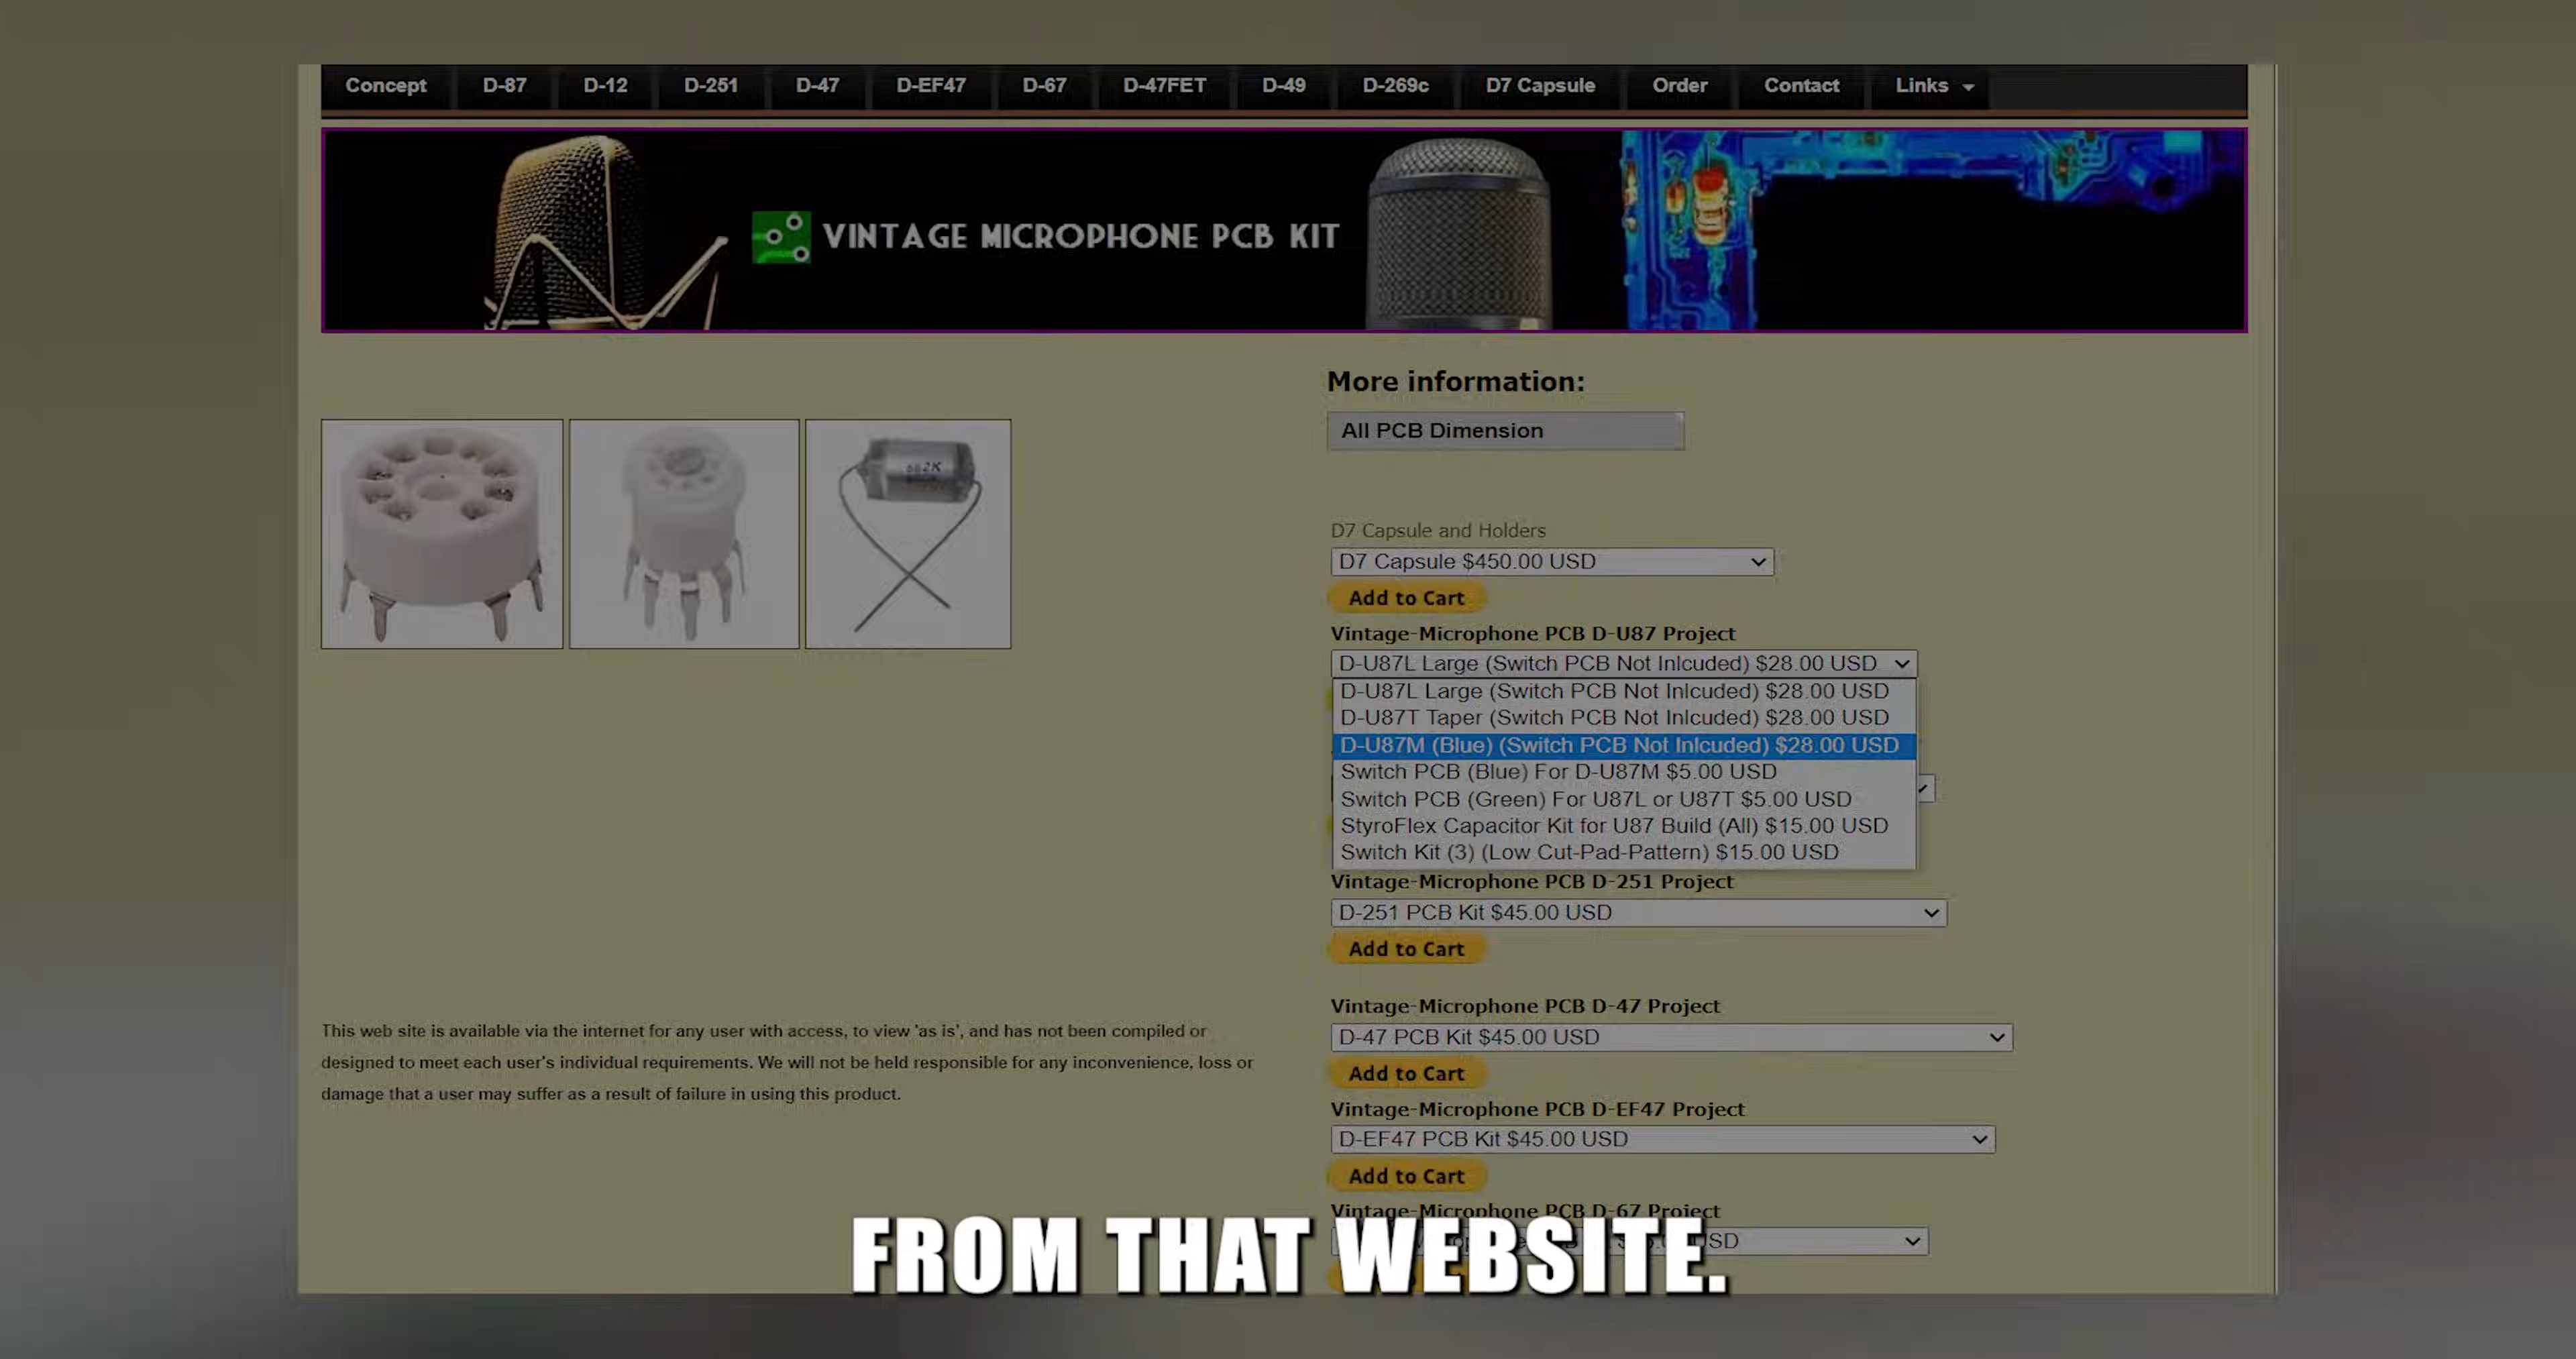 Concept D-87 D-12 D-251 D-47 D-EF47 D-67 D-47FET D-49 D-269c D7 Capsule Order Contact Links
VINTAGE MICROPHONE PCB KIT
662K
More information:
All PCB Dimension
D7 Capsule and Holders
D7 Capsule $450.00 USD
Add to Cart
Vintage-Microphone PCB D-U87 Project
D-U87L Large (Switch PCB Not Inlcuded) $28.00 USD
D-U87L Large (Switch PCB Not Inlcuded) $28.00 USD
D-U87T Taper (Switch PCB Not Inlcuded) $28.00 USD
D-U87M (Blue) (Switch PCB Not Inlcuded) $28.00 USD
Switch PCB (Blue) For D-U87M $5.00 USD
Switch PCB (Green) For U87L or U87T $5.00 USD
StyroFlex Capacitor Kit for U87 Build (All) $15.00 USD
Switch Kit (3) (Low Cut-Pad-Pattern) $15.00 USD
Vintage-Microphone PCB D-251 Project
D-251 PCB Kit $45.00 USD
Add to Cart
Vintage-Microphone PCB D-47 Project
D-47 PCB Kit $45.00 USD
Add to Cart
Vintage-Microphone PCB D-EF47 Project
D-EF47 PCB Kit $45.00 USD
Add to Cart
Vintage-Microphone PCB D-67 Project
USD
This web site is available via the internet for any user with access, to view 'as is', and has not been compiled or
designed to meet each user's individual requirements. We will not be held responsible for any inconvenience, loss or
damage that a user may suffer as a result of failure in using this product.
FROM THAT WEBSITE.